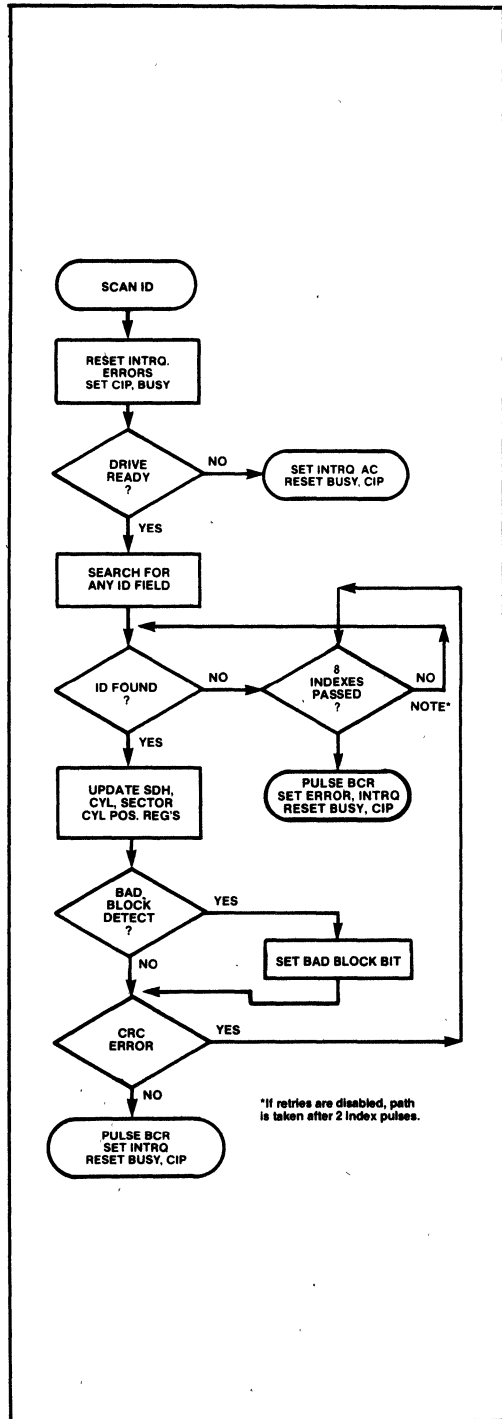 SCAN ID
RESET INTRQ.
ERRORS
SET CIP, BUSY
DRIVE
READY
?
NO
SET INTRQ AC
RESET BUSY, CIP
YES
SEARCH FOR
ANY ID FIELD
ID FOUND
?
NO
8
INDEXES
PASSED
?
NO
NOTE*
YES
PULSE BCR
SET ERROR, INTRQ
RESET BUSY, CIP
UPDATE SDH,
CYL, SECTOR
CYL POS. REG'S
BAD
BLOCK
DETECT
?
YES
SET BAD BLOCK BIT
NO
CRC
ERROR
YES
NO
*If retries are disabled, path
is taken after 2 Index pulses.
PULSE BCR
SET INTRQ
RESET BUSY, CIP